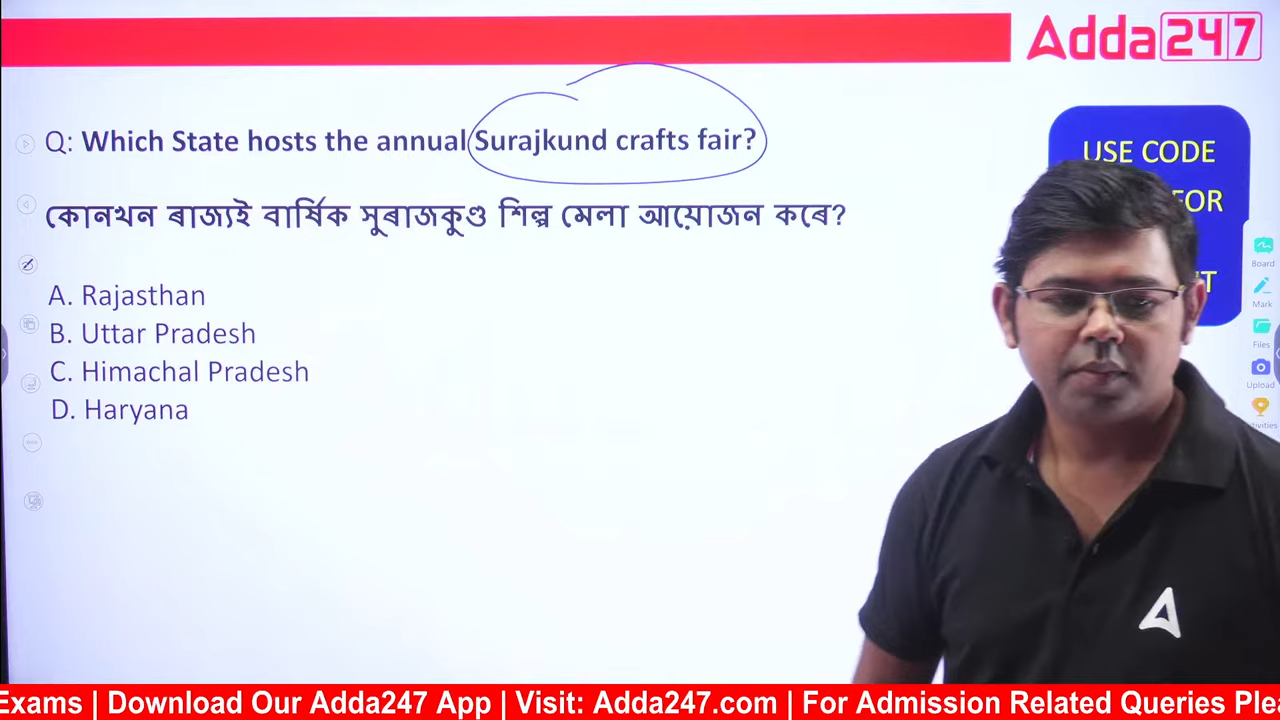 Adda247
Q: Which State hosts the annual Surajkund crafts fair?
USE CODE
FOR
কোনখন ৰাজ্যই বাৰ্ষিক সুৰাজকুণ্ড শিল্প মেলা আয়োজন কৰে?
A. Rajasthan
B. Uttar Pradesh
C. Himachal Pradesh
D. Haryana
Board
Mark
Files
Upload
Exams | Download Our Adda247 App | Visit: Adda247.com | For Admission Related Queries